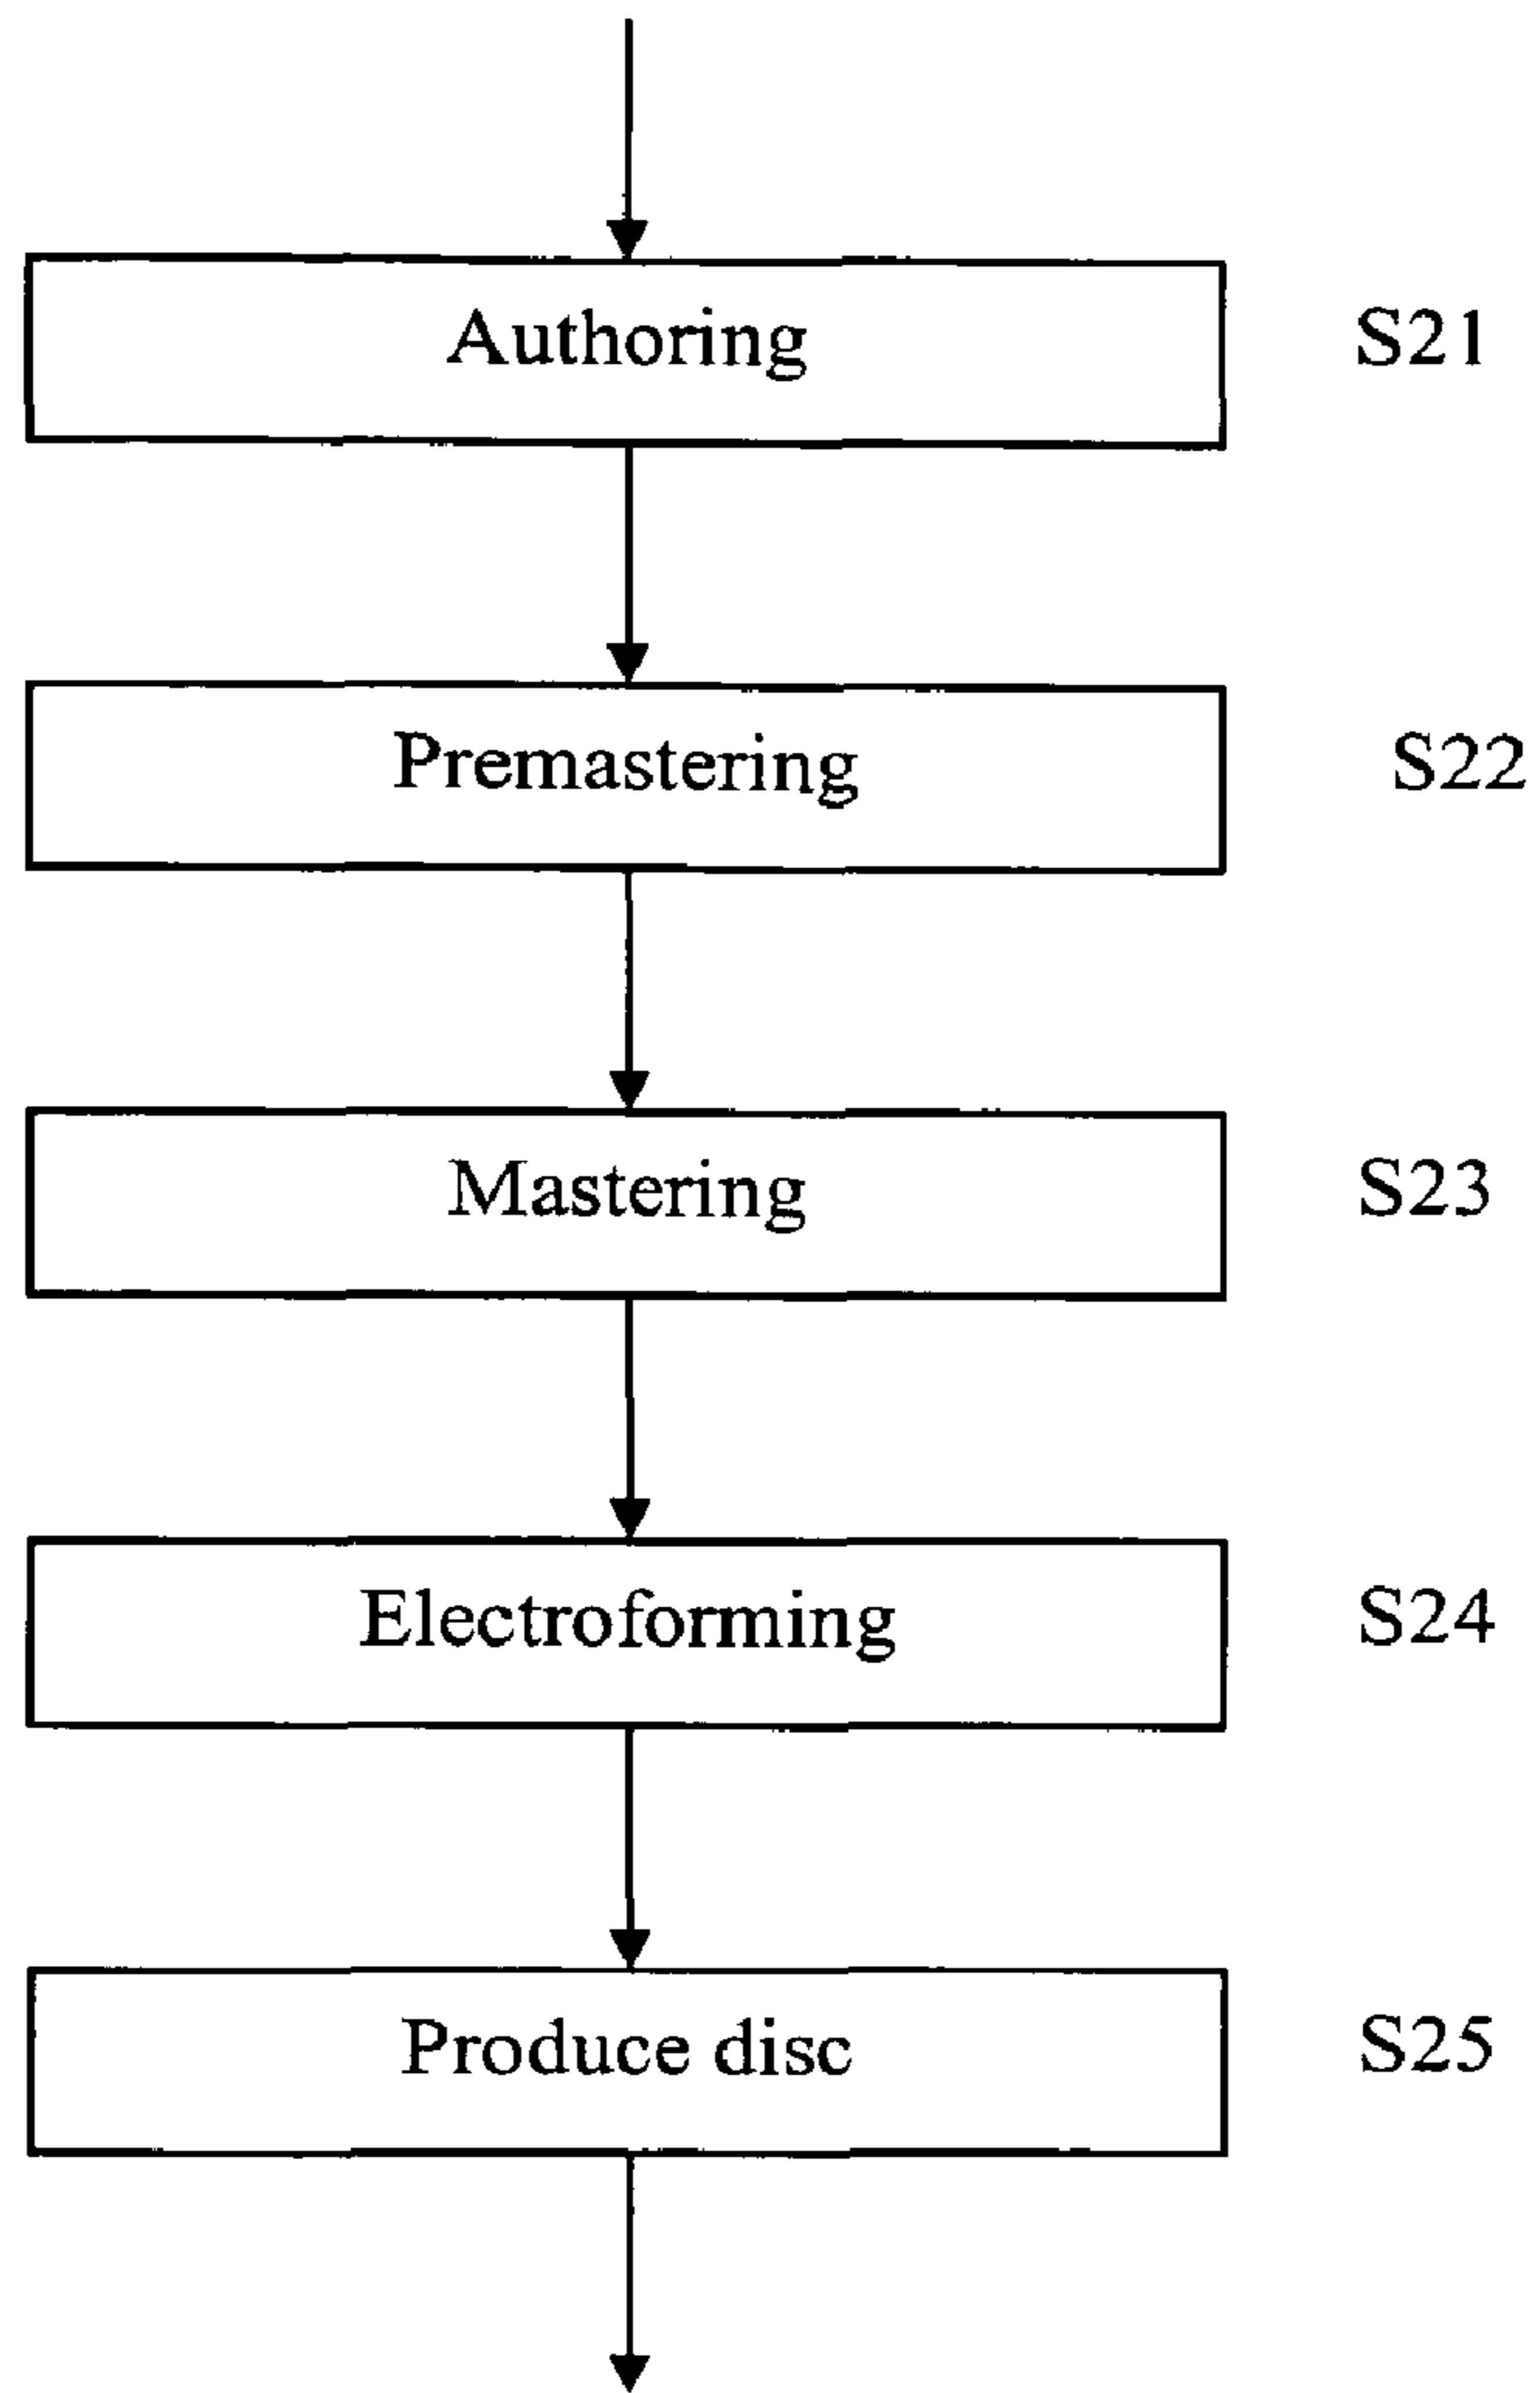 Authoring S21
Premastering S22
Mastering S23
Electroforming S24
Produce disc S25